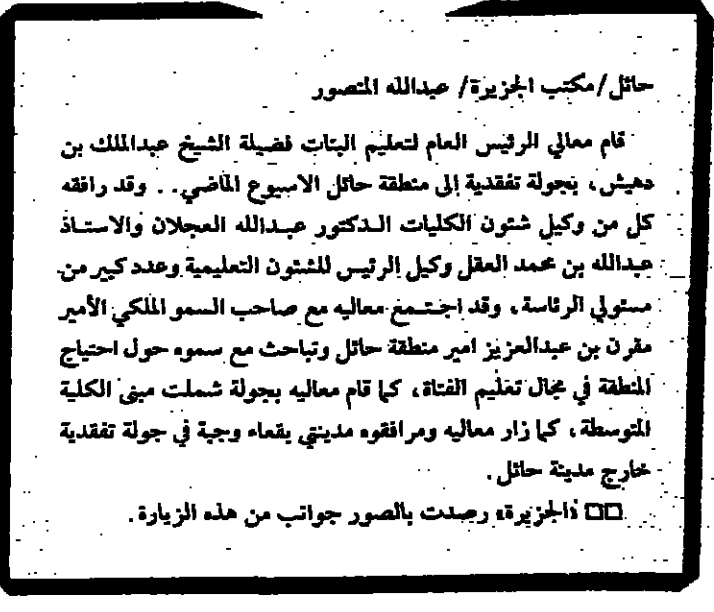 حائل/مكتب الجزيرة/ عبدالله المنصور
قام معالي الرئيس العام لتعليم البنات فضيلة الشيخ عبدالملك بن
دهيش، بجولة تفقدية إلى منطقة حائل الاسبوع الماضي.. وقد رافقه
كل من وكيل شئون الكليات الدكتور عبدالله العجلان والاستاذ
عبدالله بن محمد العقل وكيل الرئيس للشئون التعليمية وعدد كبير من
مسئولي الرئاسة، وقد اجتمع معاليه مع صاحب السمو الملكي الأمير
مقرن بن عبدالعزيز امير منطقة حائل وتباحث مع سموه حول احتياج
المنطقة في مجال تعليم الفتاة، كما قام معاليه بجولة شملت مبنى الكلية
المتوسطة، كما زار معاليه ومرافقوه مدينتي بقعاء وجبة في جولة تفقدية
خارج مدينة حائل.
□□ «الجزيرة» رصدت بالصور جوانب من هذه الزيارة.